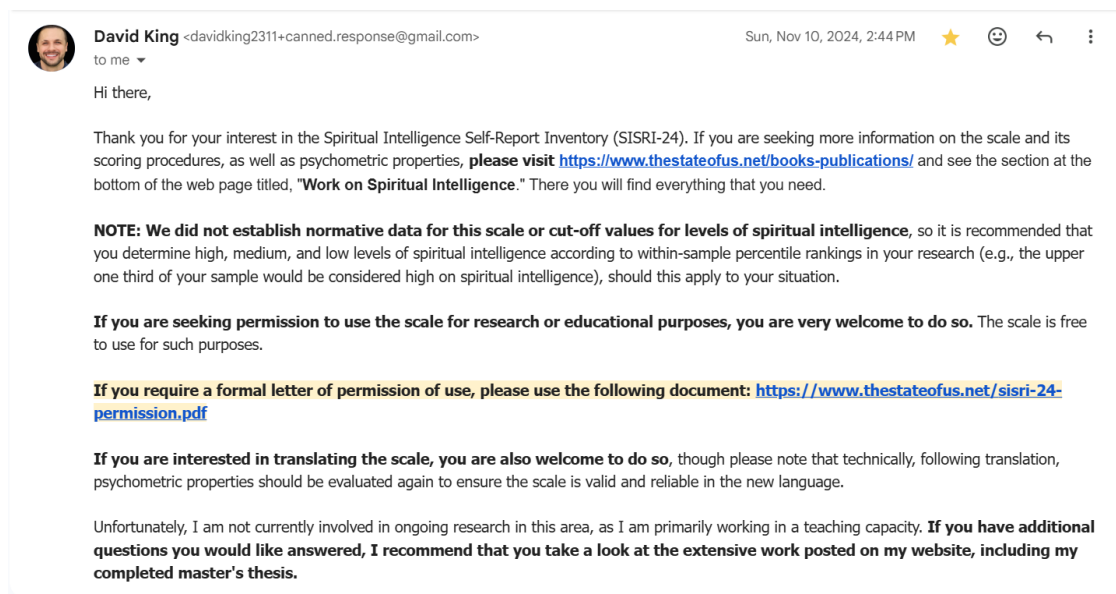 David King <davidking2311+canned.response@gmail.com> Sun, Nov 10, 2024, 2:44 PM
to me
Hi there,
Thank you for your interest in the Spiritual Intelligence Self-Report Inventory (SISRI-24). If you are seeking more information on the scale and its
scoring procedures, as well as psychometric properties, please visit https://www.thestateofus.net/books-publications/ and see the section at the
bottom of the web page titled, "Work on Spiritual Intelligence." There you will find everything that you need.
NOTE: We did not establish normative data for this scale or cut-off values for levels of spiritual intelligence, so it is recommended that
you determine high, medium, and low levels of spiritual intelligence according to within-sample percentile rankings in your research (e.g., the upper
one third of your sample would be considered high on spiritual intelligence), should this apply to your situation.
If you are seeking permission to use the scale for research or educational purposes, you are very welcome to do so. The scale is free
to use for such purposes.
If you require a formal letter of permission of use, please use the following document: https://www.thestateofus.net/sisri-24-
permission.pdf
If you are interested in translating the scale, you are also welcome to do so, though please note that technically, following translation,
psychometric properties should be evaluated again to ensure the scale is valid and reliable in the new language.
Unfortunately, I am not currently involved in ongoing research in this area, as I am primarily working in a teaching capacity. If you have additional
questions you would like answered, I recommend that you take a look at the extensive work posted on my website, including my
completed master's thesis.